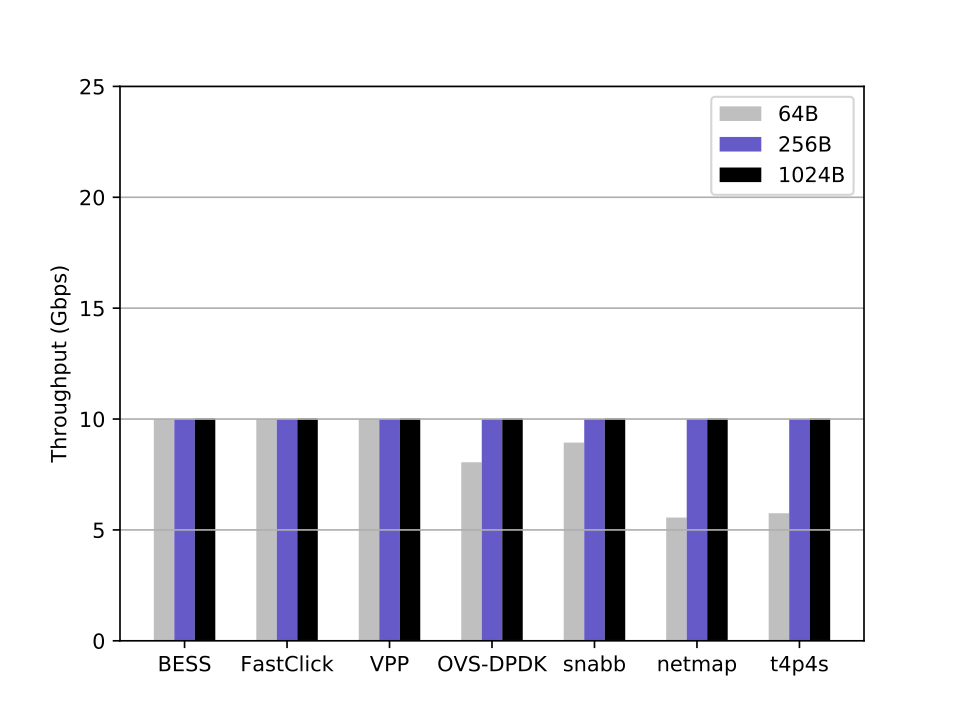 25
20
15
10
5
0
Throughput (Gbps)
64B
256B
1024B
BESS FastClick VPP OVS-DPDK snabb netmap t4p4s